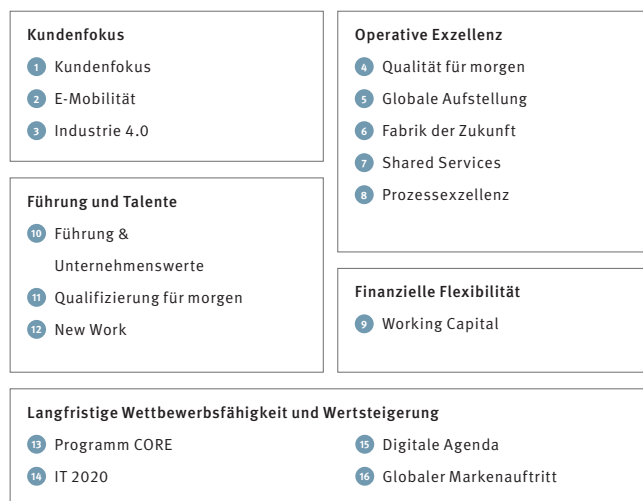 Kundenfokus
1 Kundenfokus
2 E-Mobilität
3 Industrie 4.0
Operative Exzellenz
4 Qualität für morgen
5 Globale Aufstellung
6 Fabrik der Zukunft
7 Shared Services
8 Prozessexzellenz
Führung und Talente
10 Führung &
Unternehmenswerte
11 Qualifizierung für morgen
12 New Work
Finanzielle Flexibilität
9 Working Capital
Langfristige Wettbewerbsfähigkeit und Wertsteigerung
13 Programm CORE
14 IT 2020
15 Digitale Agenda
16 Globaler Markenauftritt